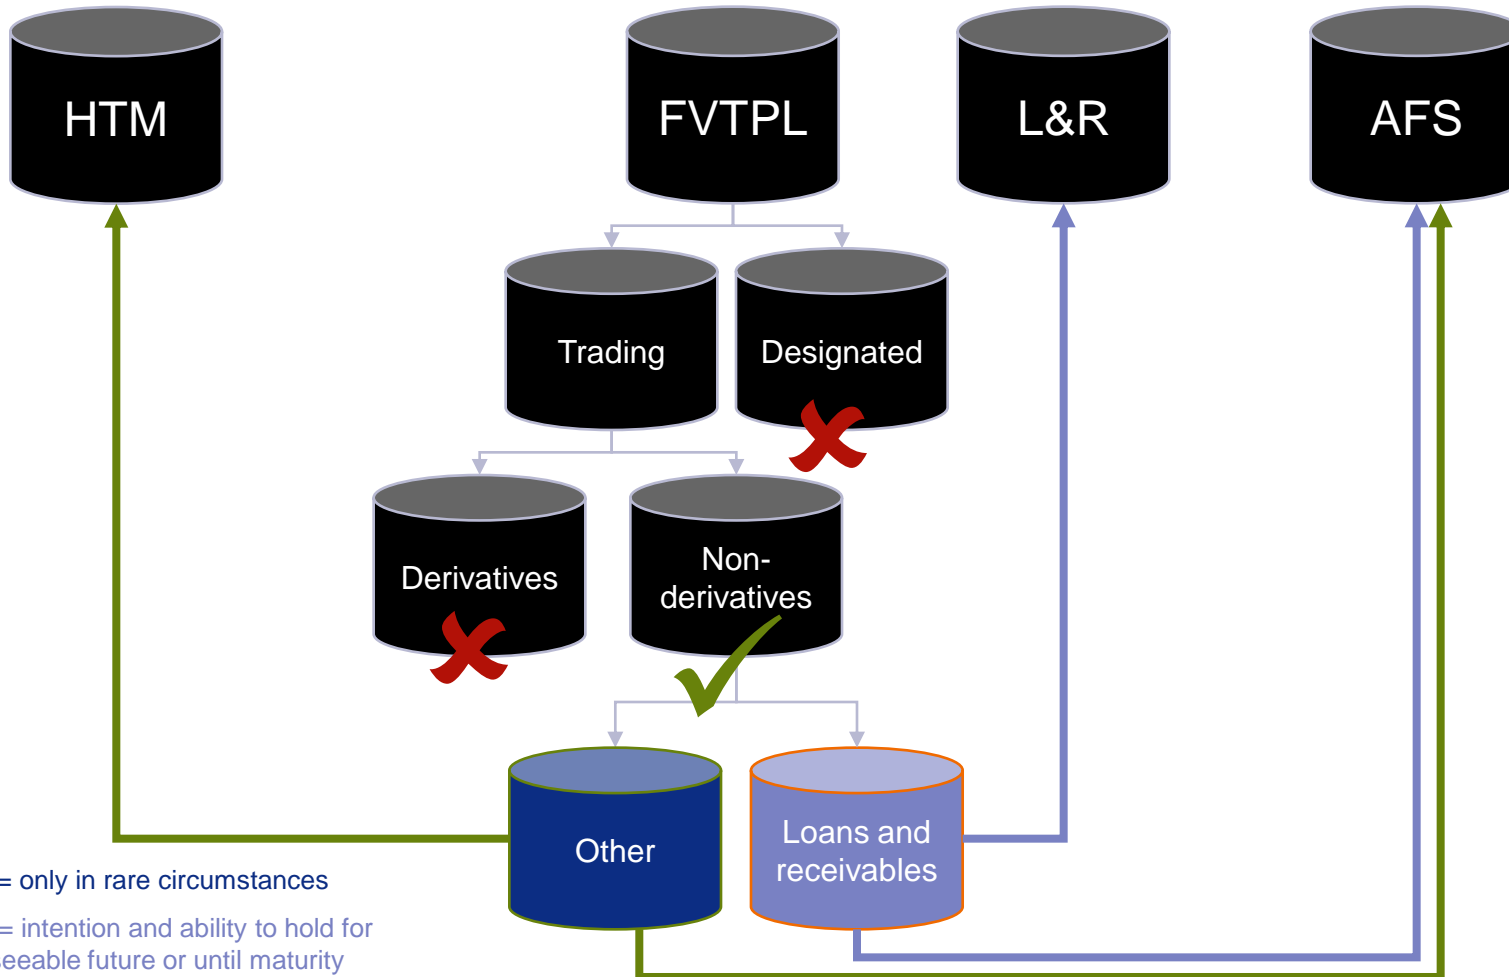 HTM
FVTPL
L&R
AFS
Trading
Designated
Derivatives
Non-
derivatives
Other
Loans and
receivables
= only in rare circumstances
= intention and ability to hold for
seeable future or until maturity